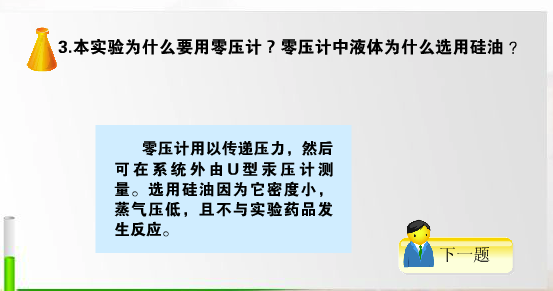 3.本实验为什么要用零压计？零压计中液体为什么选用硅油？
零压计用以传递压力，然后
可在系统外由U型汞压计测
量。选用硅油因为它密度小，
蒸气压低，且不与实验药品发
生反应。
下一题